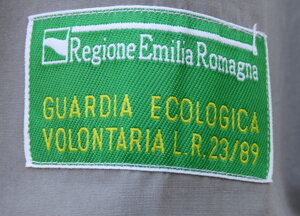 Regione Emilia Romagna
GUARDIA ECOLOGICA
VOLONTARIA L.R. 23/89